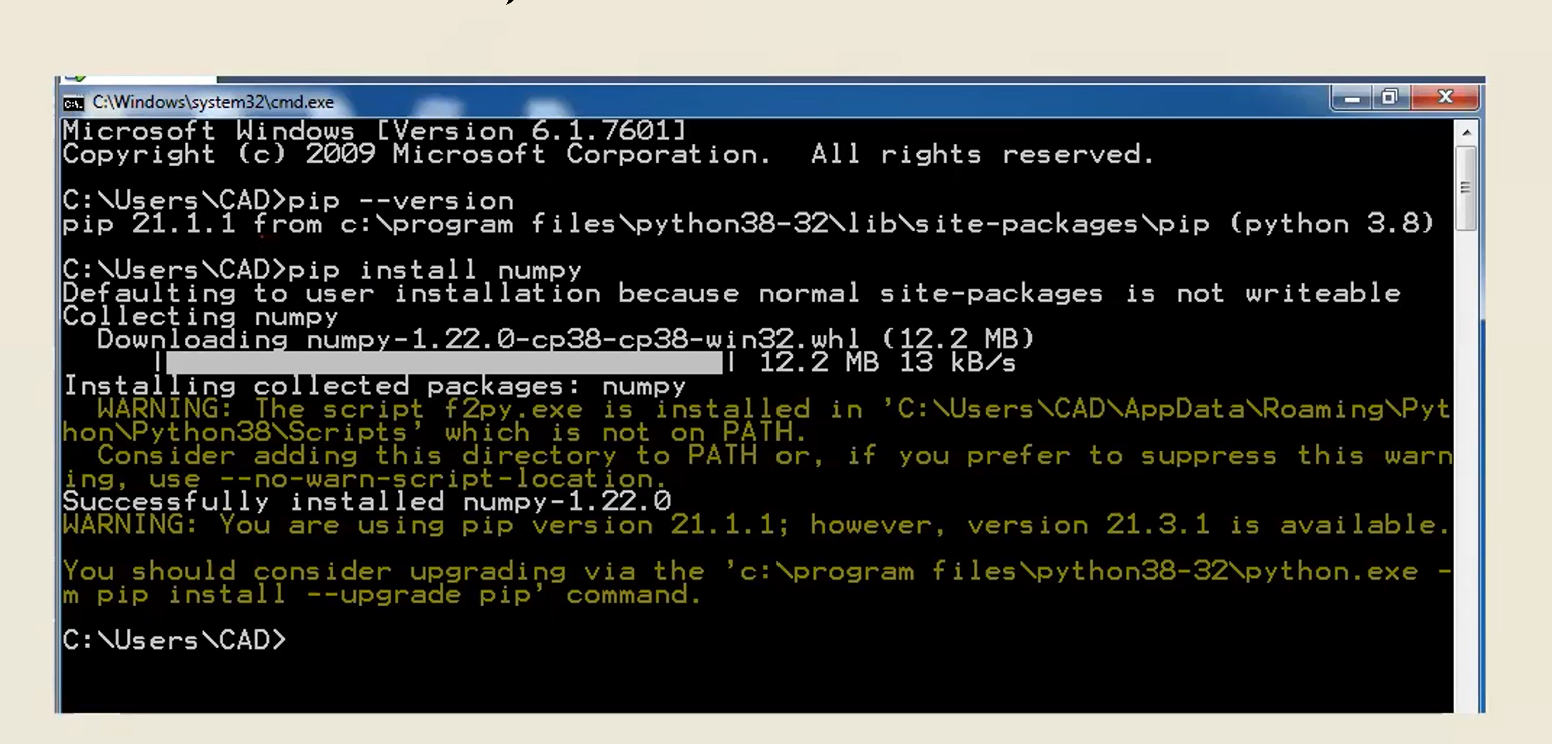 C:\Windows\system32\cmd.exe
Microsoft Windows [Version 6.1.7601]
Copyright (c) 2009 Microsoft Corporation.  All rights reserved.
C:\Users\CAD>pip --version
pip 21.1.1 from c:\program files\python38-32\lib\site-packages\pip (python 3.8)
C:\Users\CAD>pip install numpy
Defaulting to user installation because normal site-packages is not writeable
Collecting numpy
  Downloading numpy-1.22.0-cp38-cp38-win32.whl (12.2 MB)
     || 12.2 MB 13 kB/s
Installing collected packages: numpy
  WARNING: The script f2py.exe is installed in 'C:\Users\CAD\AppData\Roaming\Pyt
hon\Python38\Scripts' which is not on PATH.
  Consider adding this directory to PATH or, if you prefer to suppress this warn
ing, use --no-warn-script-location.
Successfully installed numpy-1.22.0
WARNING: You are using pip version 21.1.1; however, version 21.3.1 is available.
You should consider upgrading via the 'c:\program files\python38-32\python.exe -
m pip install --upgrade pip' command.
C:\Users\CAD>